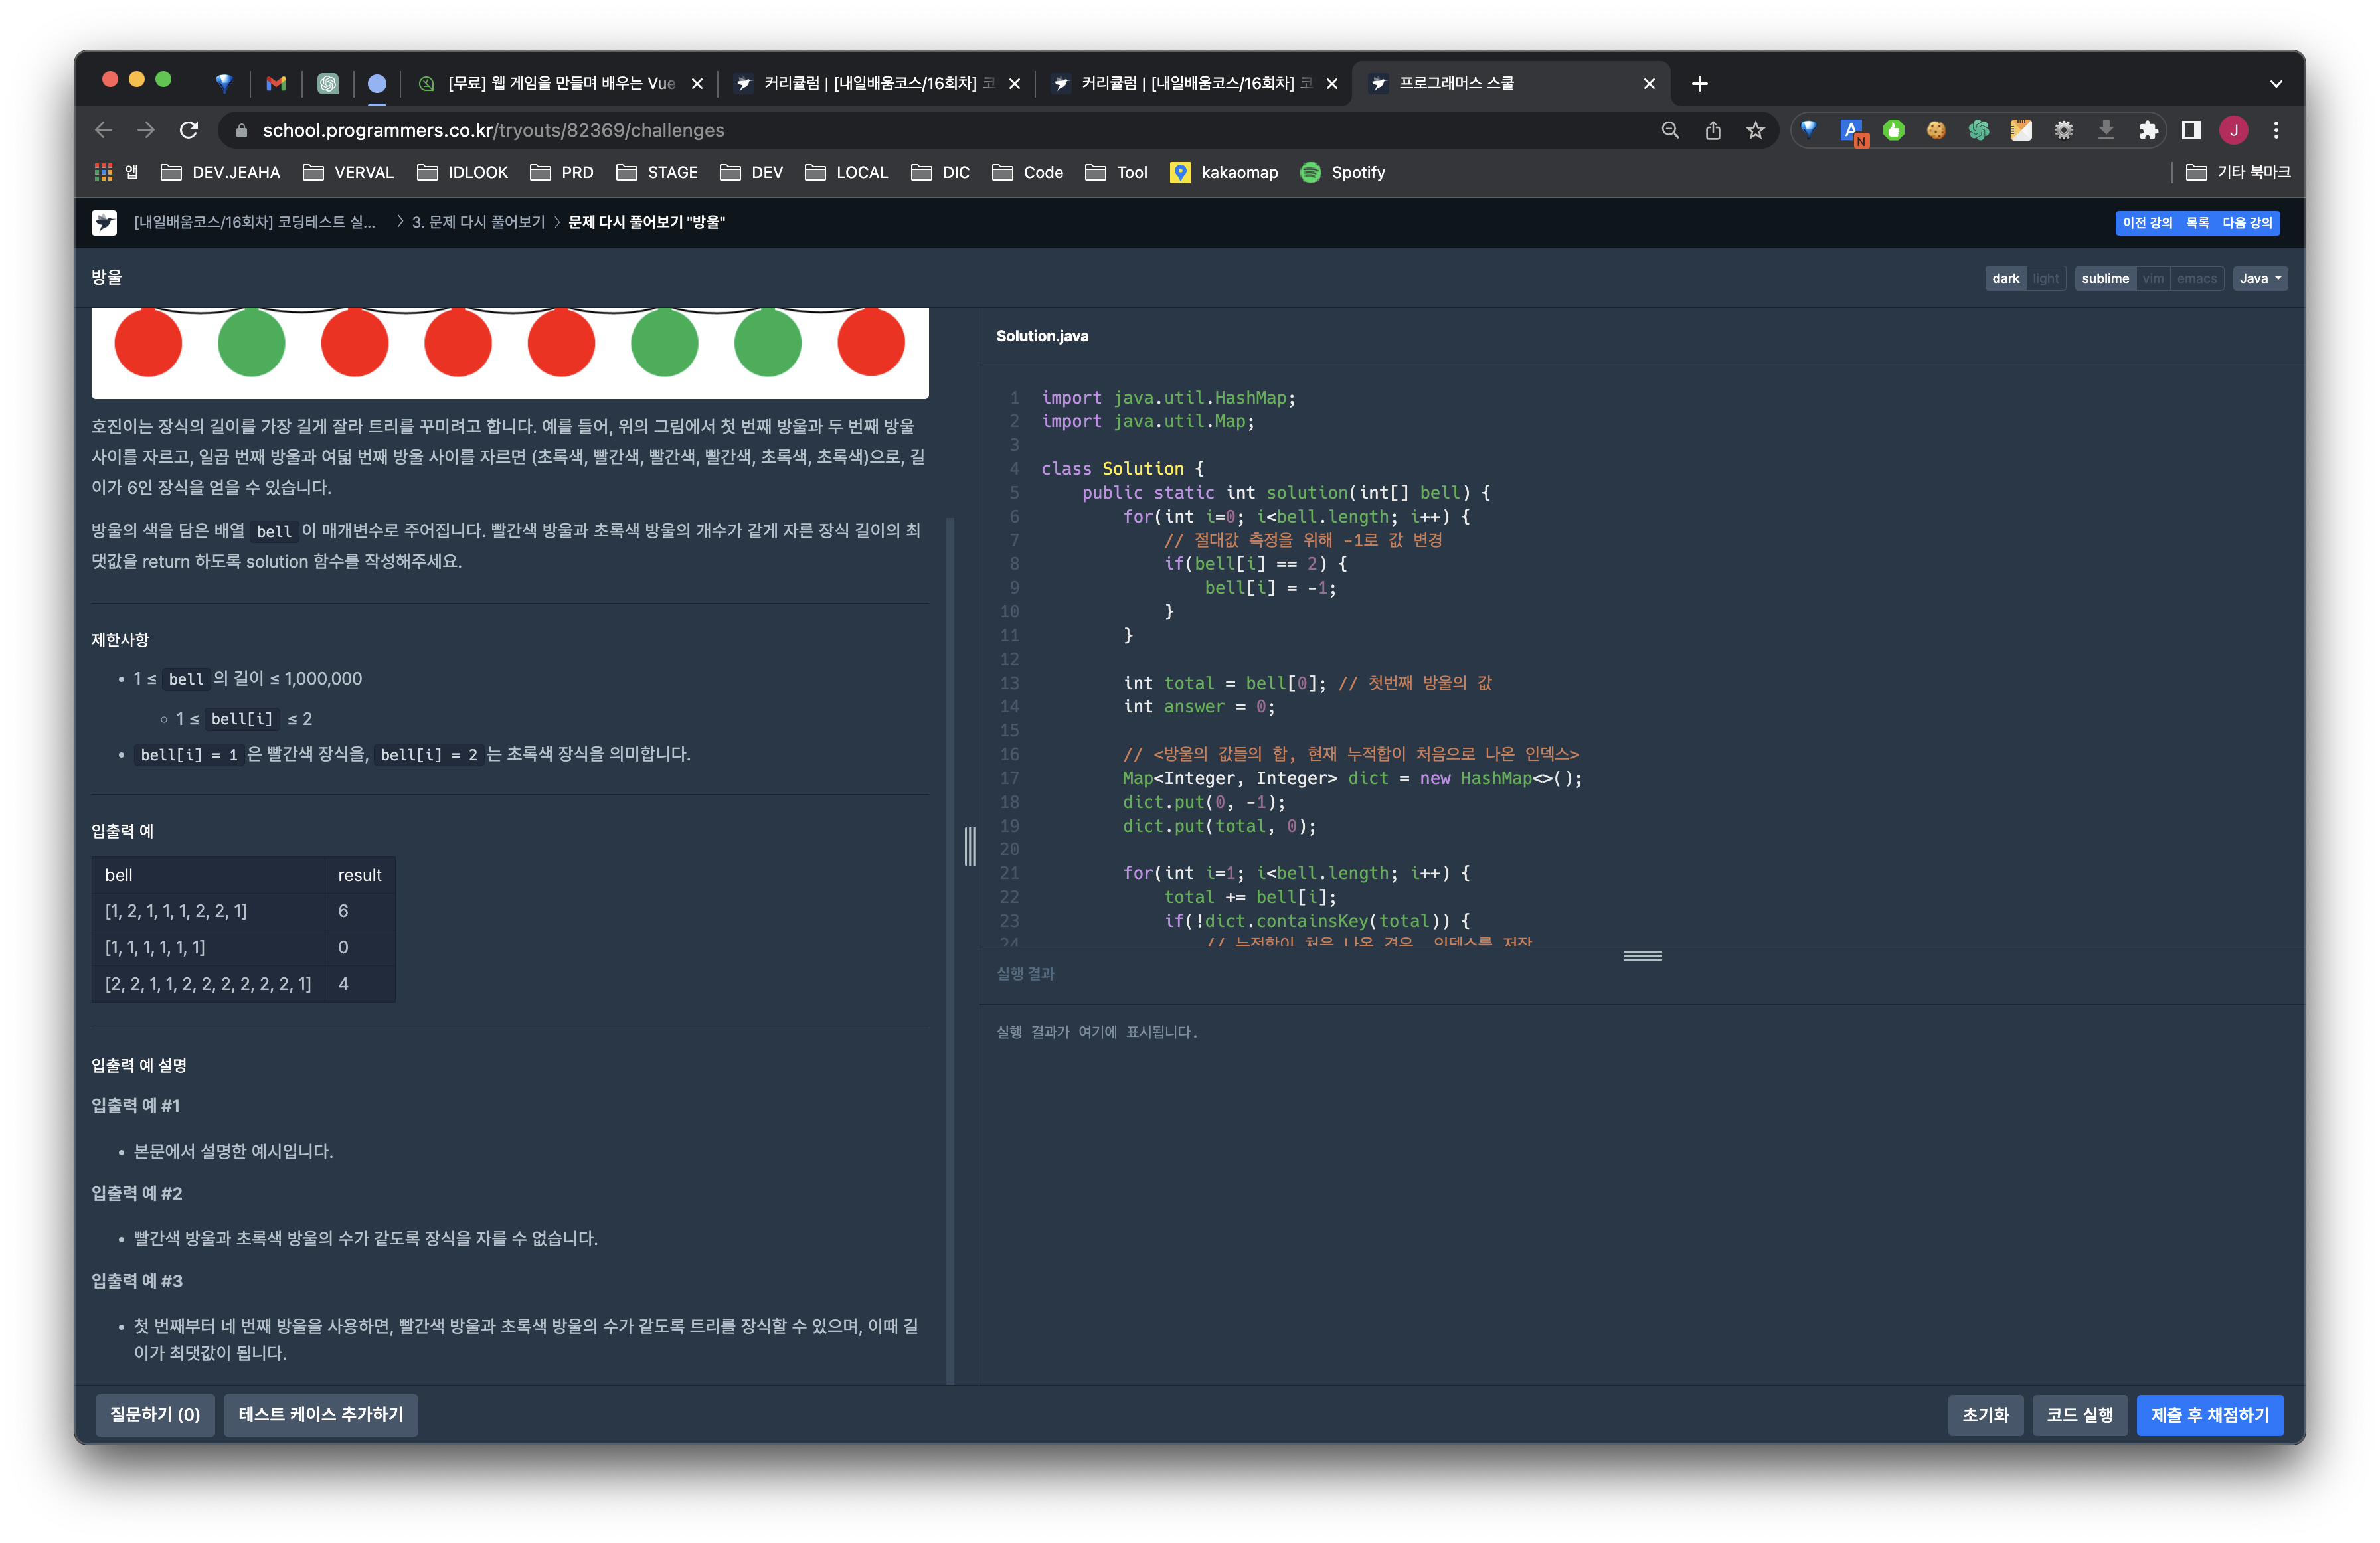 [무료] 웹 게임을 만들며 배우는 Vue
커리큘럼 | [내일배움코스/16회차] 코
커리큘럼 | [내일배움코스/16회차] 코
프로그래머스 스쿨
school.programmers.co.kr/tryouts/82369/challenges
A
N
J
앱
DEV.JEAHA
VERVAL
IDLOOK
PRD
STAGE
DEV
LOCAL
DIC
Code
Tool
kakaomap
Spotify
기타 북마크
[내일배움코스/16회차] 코딩테스트 실... > 3. 문제 다시 풀어보기 > 문제 다시 풀어보기 "방울"
이전 강의 목록 다음 강의
방울
dark light
sublime vim emacs
Java
호진이는 장식의 길이를 가장 길게 잘라 트리를 꾸미려고 합니다. 예를 들어, 위의 그림에서 첫 번째 방울과 두 번째 방울
사이를 자르고, 일곱 번째 방울과 여덟 번째 방울 사이를 자르면 (초록색, 빨간색, 빨간색, 빨간색, 초록색, 초록색)으로, 길
이가 6인 장식을 얻을 수 있습니다.
방울의 색을 담은 배열 bell 이 매개변수로 주어집니다. 빨간색 방울과 초록색 방울의 개수가 같게 자른 장식 길이의 최
댓값을 return 하도록 solution 함수를 작성해주세요.
제한사항
• 1 ≤ bell 의 길이 ≤ 1,000,000
◦ 1 ≤ bell[i] ≤ 2
• bell[i] = 1 은 빨간색 장식을, bell[i] = 2 는 초록색 장식을 의미합니다.
입출력 예
bell result
[1, 2, 1, 1, 1, 2, 2, 1] 6
[1, 1, 1, 1, 1, 1] 0
[2, 2, 1, 1, 2, 2, 2, 2, 2, 2, 1] 4
입출력 예 설명
입출력 예 #1
• 본문에서 설명한 예시입니다.
입출력 예 #2
• 빨간색 방울과 초록색 방울의 수가 같도록 장식을 자를 수 없습니다.
입출력 예 #3
• 첫 번째부터 네 번째 방울을 사용하면, 빨간색 방울과 초록색 방울의 수가 같도록 트리를 장식할 수 있으며, 이때 길
이가 최댓값이 됩니다.
Solution.java
1 import java.util.HashMap;
2 import java.util.Map;
3
4 class Solution {
5 public static int solution(int[] bell) {
6 for(int i=0; i<bell.length; i++) {
7 // 절대값 측정을 위해 -1로 값 변경
8 if(bell[i] == 2) {
9 bell[i] = -1;
10 }
11 }
12
13 int total = bell[0]; // 첫번째 방울의 값
14 int answer = 0;
15
16 // <방울의 값들의 합, 현재 누적합이 처음으로 나온 인덱스>
17 Map<Integer, Integer> dict = new HashMap<>();
18 dict.put(0, -1);
19 dict.put(total, 0);
20
21 for(int i=1; i<bell.length; i++) {
22 total += bell[i];
23 if(!dict.containsKey(total)) {
24 // 누적합이 처음 나온 경우, 인덱스를 저장
실행 결과
실행 결과가 여기에 표시됩니다.
질문하기 (0)
테스트 케이스 추가하기
초기화
코드 실행
제출 후 채점하기